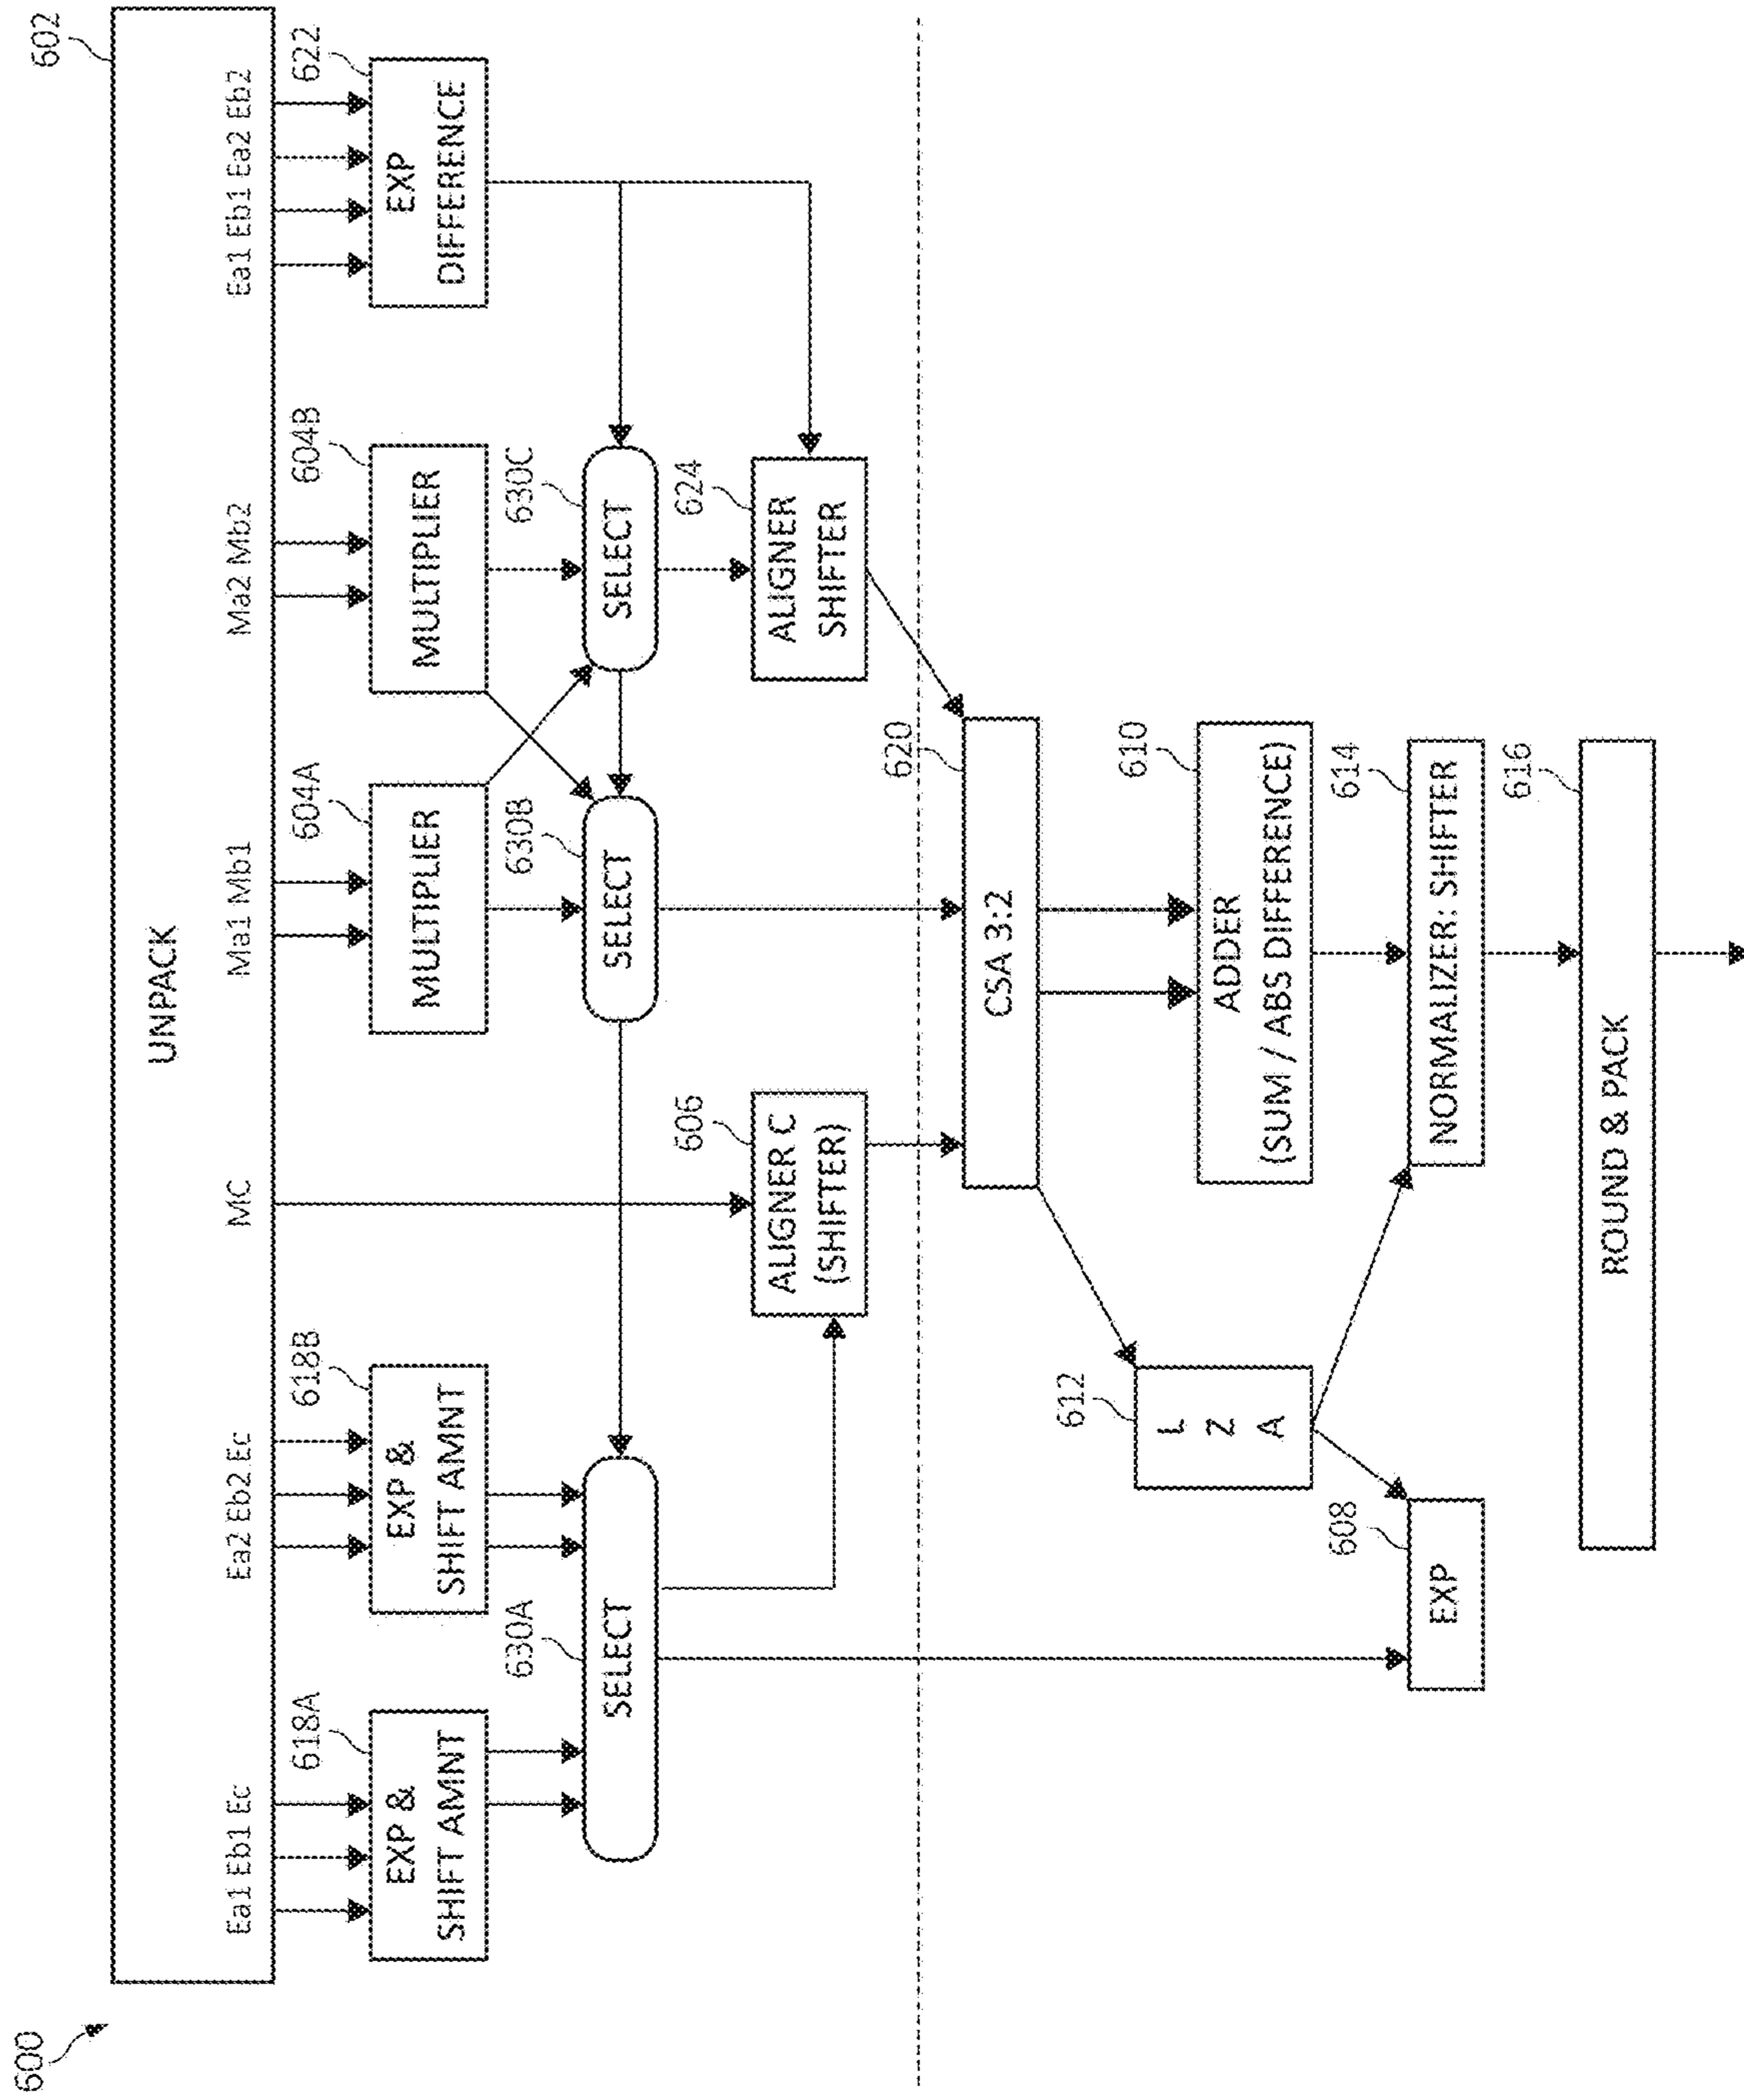 600
602
UNPACK
Ea1 Eb1 Ec
Ea2 Eb2 Ec
MC
Ma1 Mb1
Ma2 Mb2
Ea1 Eb1 Ea2 Eb2
618A
EXP &
SHIFT AMNT
618B
EXP &
SHIFT AMNT
604A
MULTIPLIER
604B
MULTIPLIER
622
EXP
DIFFERENCE
630A
SELECT
630B
SELECT
630C
SELECT
606
ALIGNER C
(SHIFTER)
624
ALIGNER
SHIFTER
620
CSA 3:2
612
L
Z
A
610
ADDER
(SUM / ABS DIFFERENCE)
608
EXP
614
NORMALIZER: SHIFTER
616
ROUND & PACK